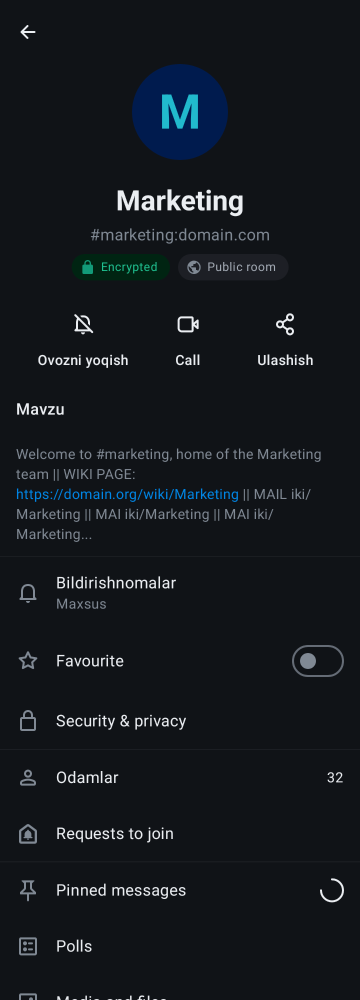 M
Marketing
#marketing:domain.com
Encrypted
Public room
Ovozni yoqish
Call
Ulashish
Mavzu
Welcome to #marketing, home of the Marketing
team || WIKI PAGE:
https://domain.org/wiki/Marketing || MAIL iki/
Marketing || MAI iki/Marketing || MAI iki/
Marketing...
Bildirishnomalar
Maxsus
Favourite
Security & privacy
Odamlar 32
Requests to join
Pinned messages
Polls
Media and files